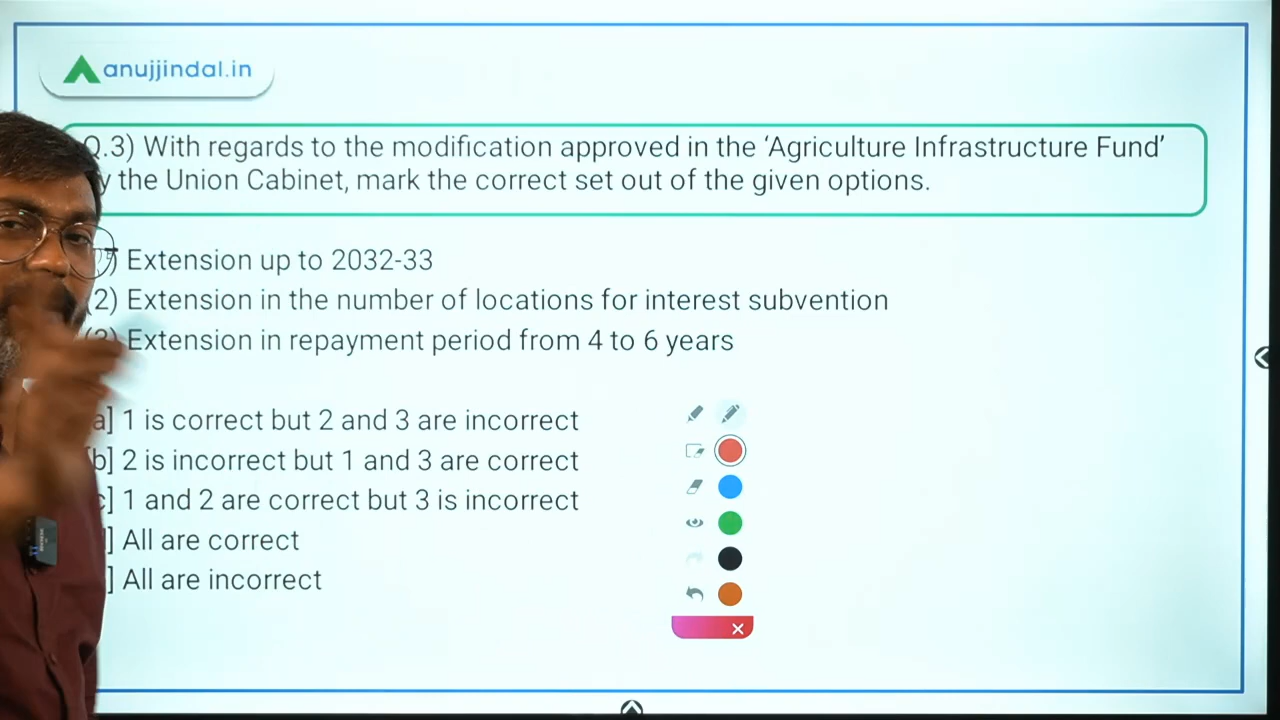 anujjindal.in
Q.3) With regards to the modification approved in the ‘Agriculture Infrastructure Fund’
y the Union Cabinet, mark the correct set out of the given options.
) Extension up to 2032-33
(2) Extension in the number of locations for interest subvention
(3) Extension in repayment period from 4 to 6 years
a] 1 is correct but 2 and 3 are incorrect
[b] 2 is incorrect but 1 and 3 are correct
c] 1 and 2 are correct but 3 is incorrect
] All are correct
] All are incorrect